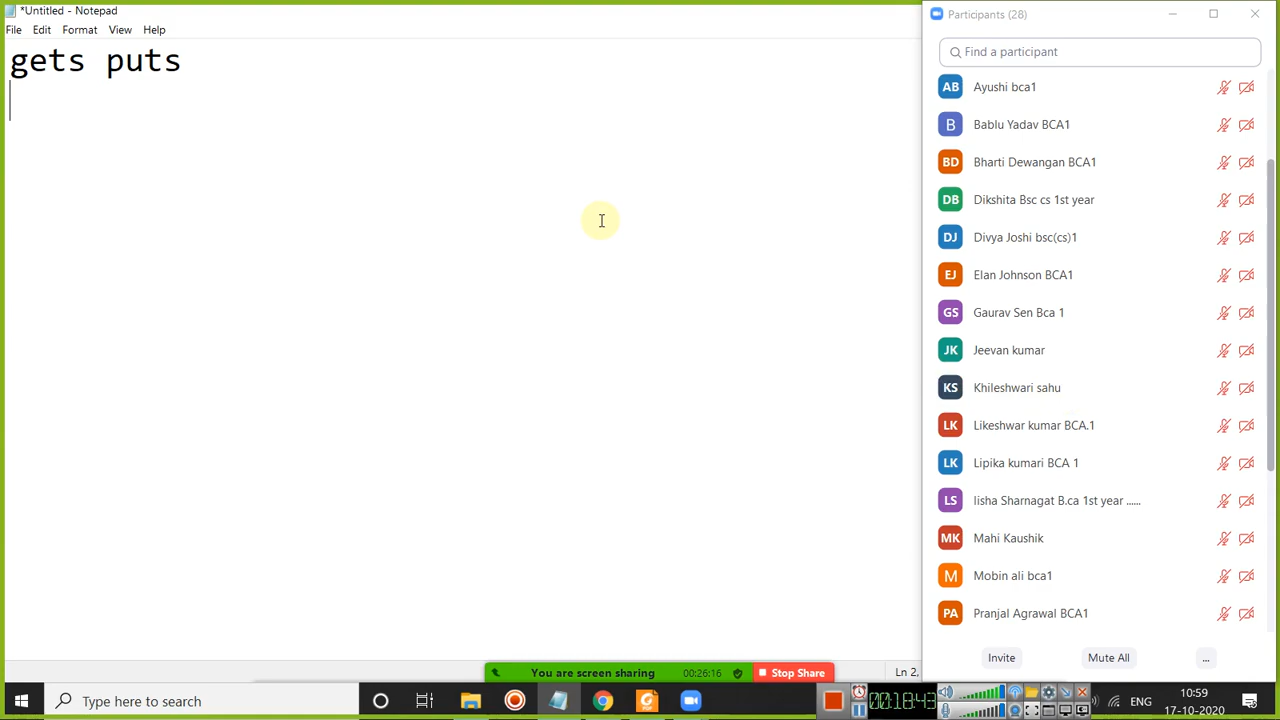 *Untitled - Notepad
File Edit Format View Help
gets puts
Participants (28)
Find a participant
AB Ayushi bca1
B Bablu Yadav BCA1
BD Bharti Dewangan BCA1
DB Dikshita Bsc cs 1st year
DJ Divya Joshi bsc(cs)1
EJ Elan Johnson BCA1
GS Gaurav Sen Bca 1
JK Jeevan kumar
KS Khileshwari sahu
LK Likeshwar kumar BCA.1
LK Lipika kumari BCA 1
LS lisha Sharnagat B.ca 1st year ......
MK Mahi Kaushik
M Mobin ali bca1
PA Pranjal Agrawal BCA1
Invite Mute All ...
You are screen sharing 00:26:16 Stop Share
Ln 2,
Type here to search
00:18:43
ENG
10:59
17-10-2020